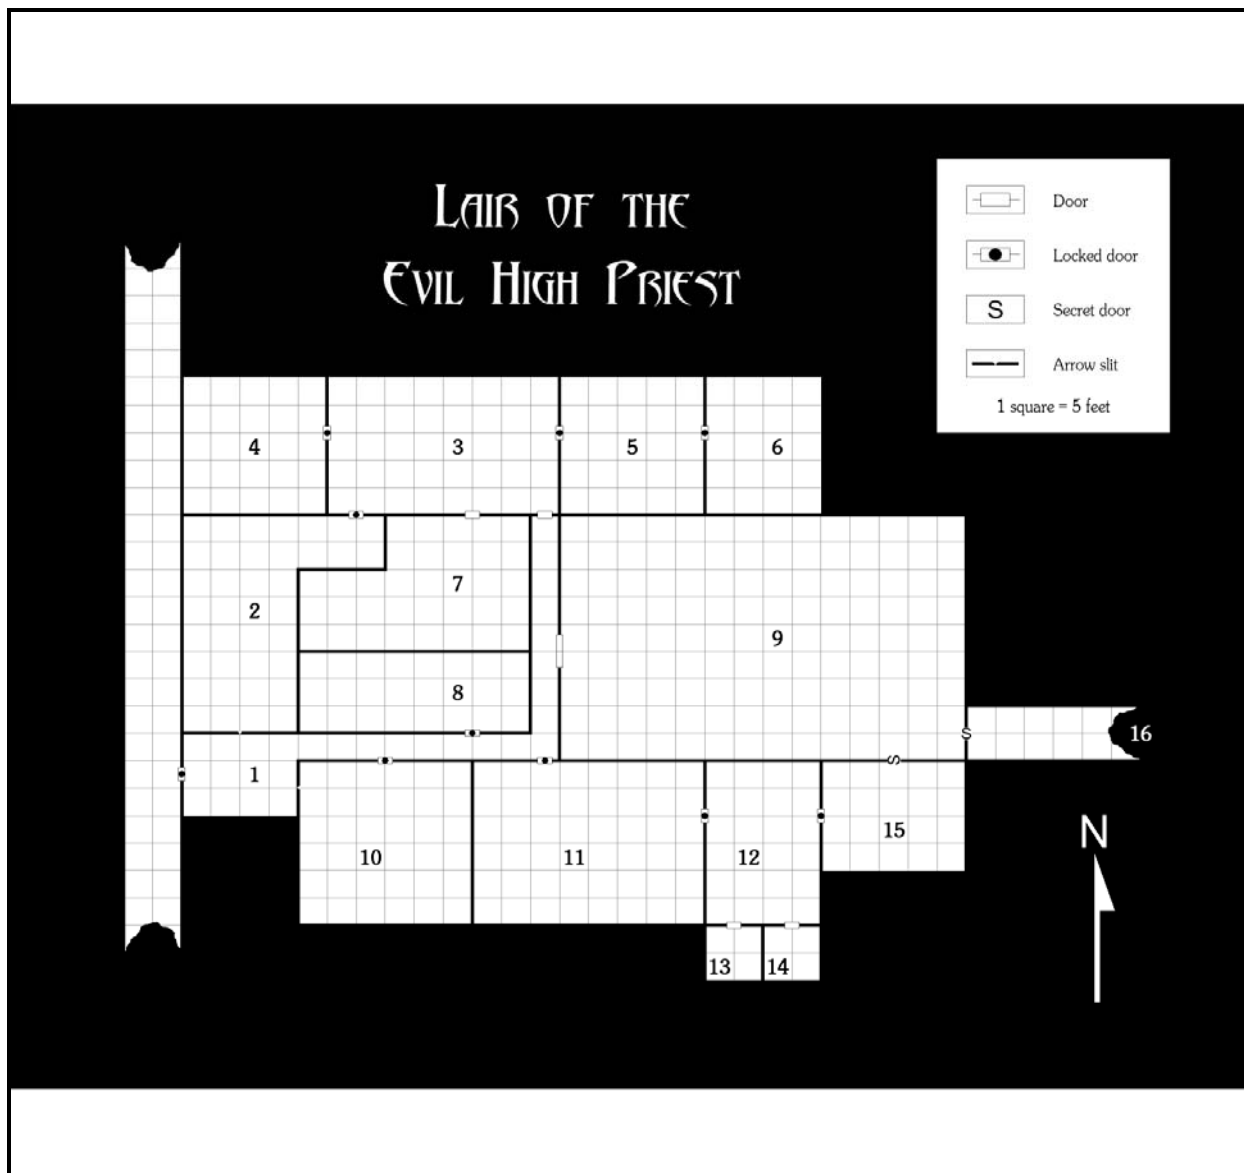 Lair of the
Evil High Priest
Door
Locked door
S
Secret door
Arrow slit
1 square = 5 feet
4
3
5
6
7
2
9
8
S
16
S
1
15
N
10
11
12
13
14